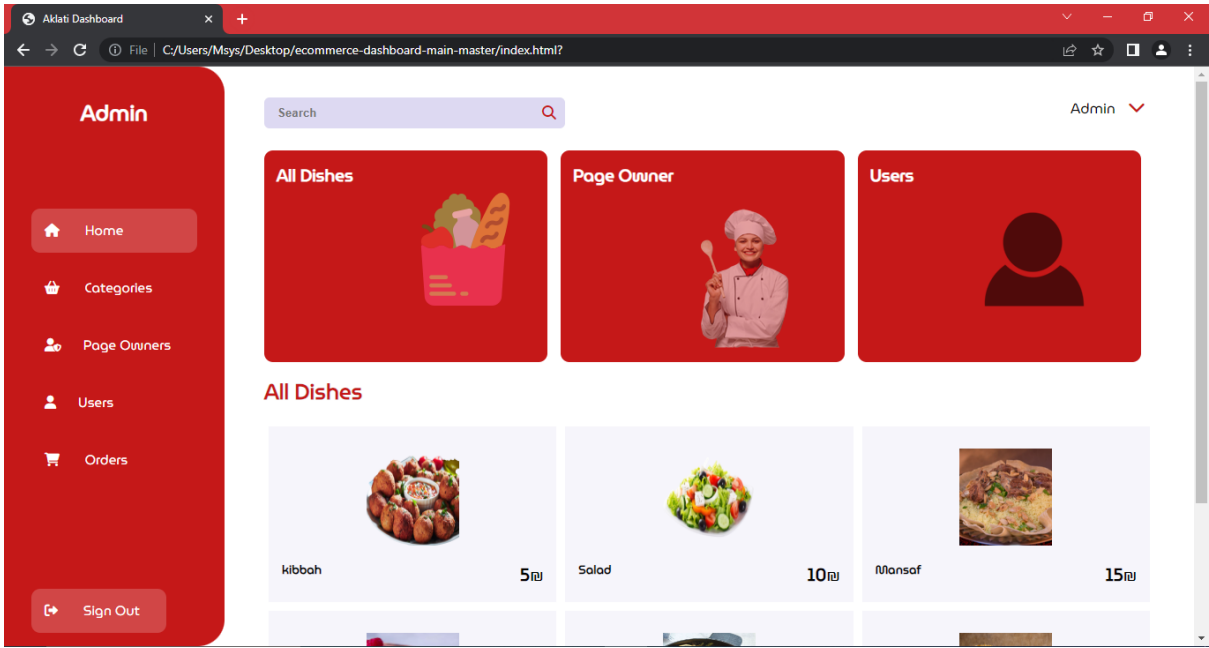 Aklati Dashboard
File | C:/Users/Msys/Desktop/ecommerce-dashboard-main-master/index.html?
Admin
Home
Categories
Page Owners
Users
Orders
Sign Out
Search
Admin
All Dishes
Page Owner
Users
All Dishes
kibbah
5₪
Salad
10₪
Mansaf
15₪